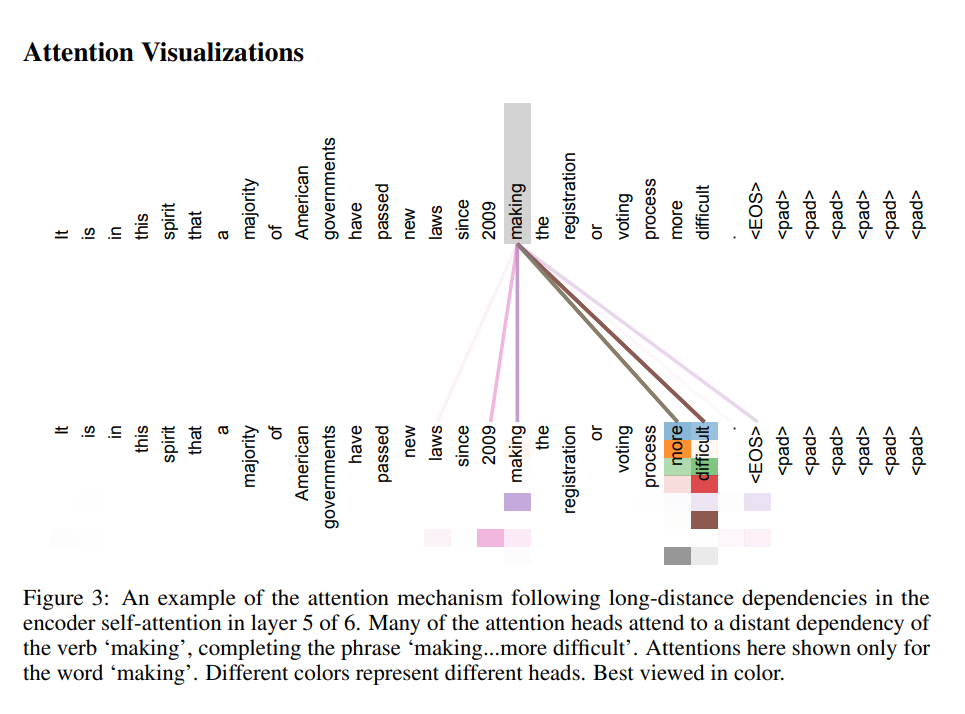 Attention Visualizations
It is in this spirit that a majority of American governments have passed new laws since 2009 making the registration or voting process more difficult . <EOS> <pad> <pad> <pad> <pad> <pad> <pad>
It is in this spirit that a majority of American governments have passed new laws since 2009 making the registration or voting process more difficult . <EOS> <pad> <pad> <pad> <pad> <pad> <pad>
Figure 3: An example of the attention mechanism following long-distance dependencies in the
encoder self-attention in layer 5 of 6. Many of the attention heads attend to a distant dependency of
the verb ‘making’, completing the phrase ‘making...more difficult’. Attentions here shown only for
the word ‘making’. Different colors represent different heads. Best viewed in color.